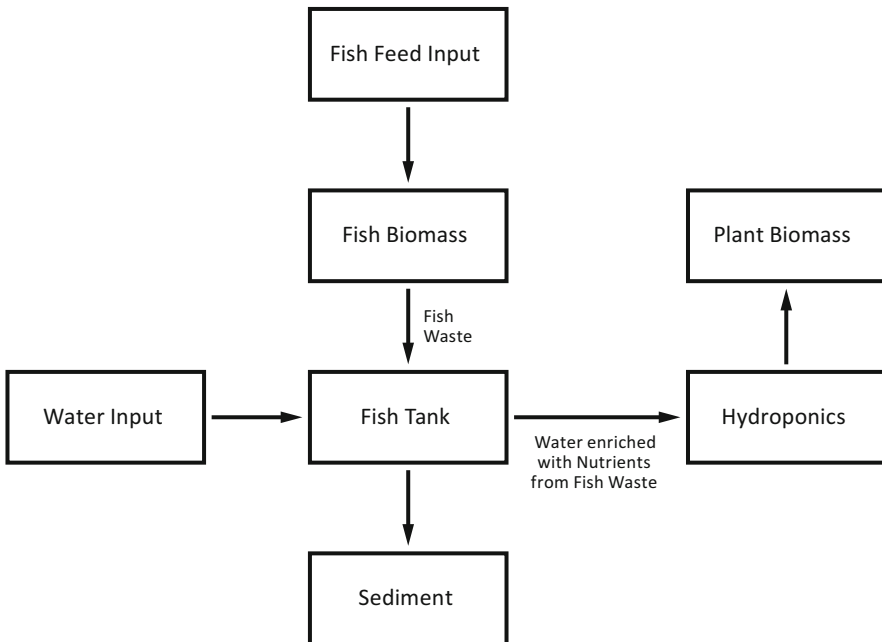 Fish Feed Input
Fish Biomass
Plant Biomass
Fish
Waste
Water Input
Fish Tank
Hydroponics
Water enriched
with Nutrients
from Fish Waste
Sediment